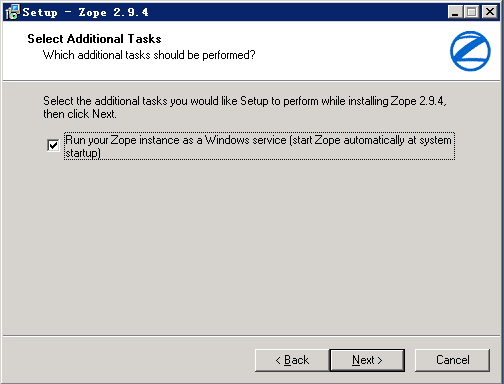 Setup - Zope 2.9.4
Select Additional Tasks
Which additional tasks should be performed?
Select the additional tasks you would like Setup to perform while installing Zope 2.9.4,
then click Next.
Run your Zope instance as a Windows service (start Zope automatically at system
startup)
< Back
Next >
Cancel